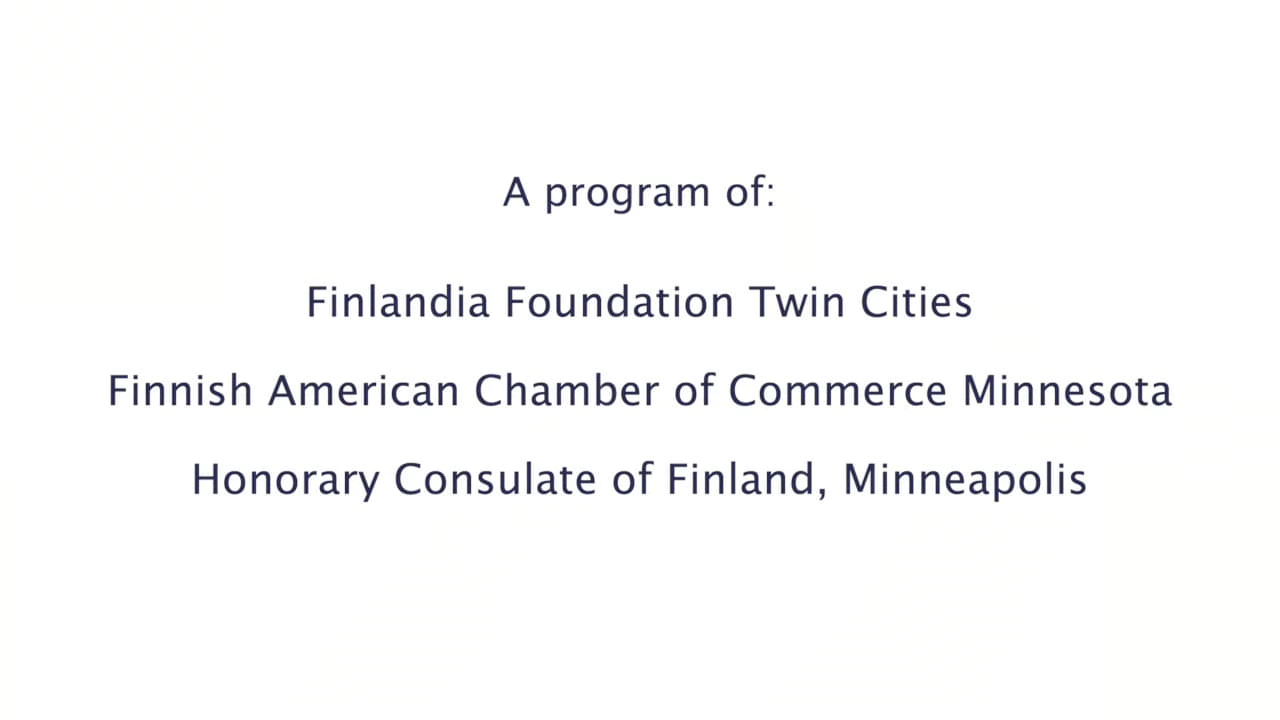 A program of:
Finlandia Foundation Twin Cities
Finnish American Chamber of Commerce Minnesota
Honorary Consulate of Finland, Minneapolis